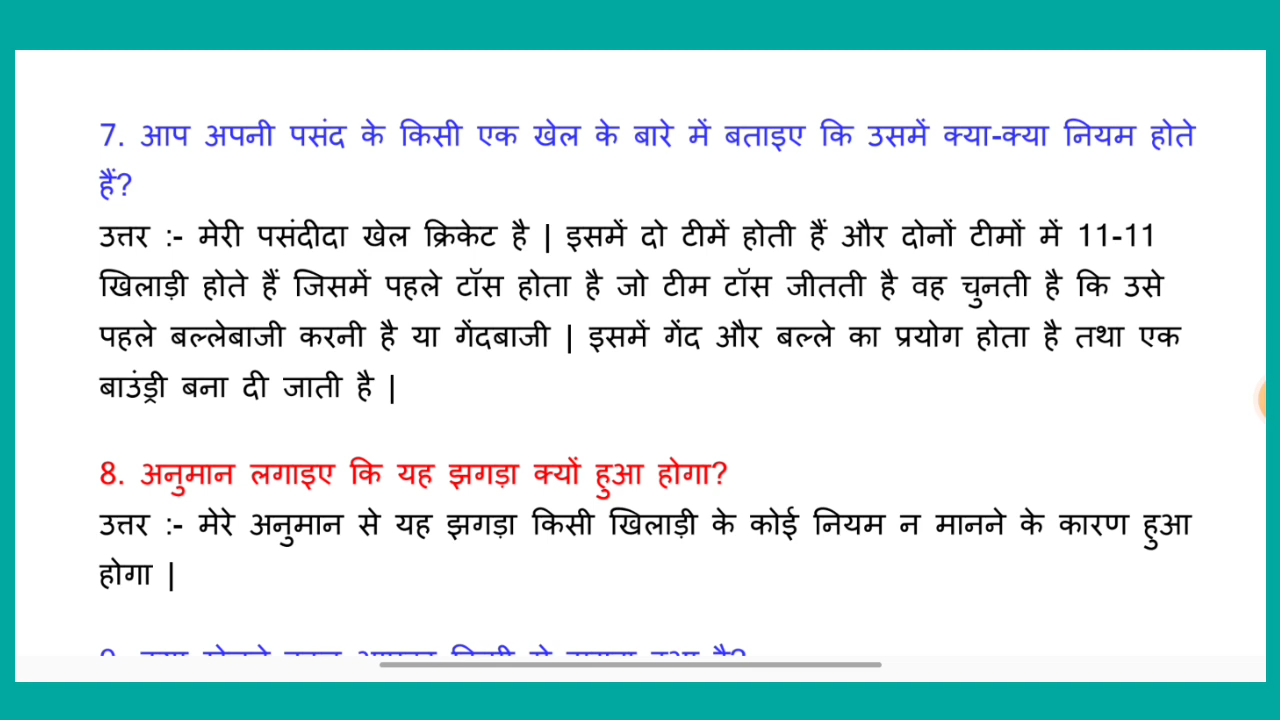 7. आप अपनी पसंद के किसी एक खेल के बारे में बताइए कि उसमें क्या-क्या नियम होते
हैं?
उत्तर :- मेरी पसंदीदा खेल क्रिकेट है | इसमें दो टीमें होती हैं और दोनों टीमों में 11-11
खिलाड़ी होते हैं जिसमें पहले टॉस होता है जो टीम टॉस जीतती है वह चुनती है कि उसे
पहले बल्लेबाजी करनी है या गेंदबाजी | इसमें गेंद और बल्ले का प्रयोग होता है तथा एक
बाउंड्री बना दी जाती है |
8. अनुमान लगाइए कि यह झगड़ा क्यों हुआ होगा?
उत्तर :- मेरे अनुमान से यह झगड़ा किसी खिलाड़ी के कोई नियम न मानने के कारण हुआ
होगा |